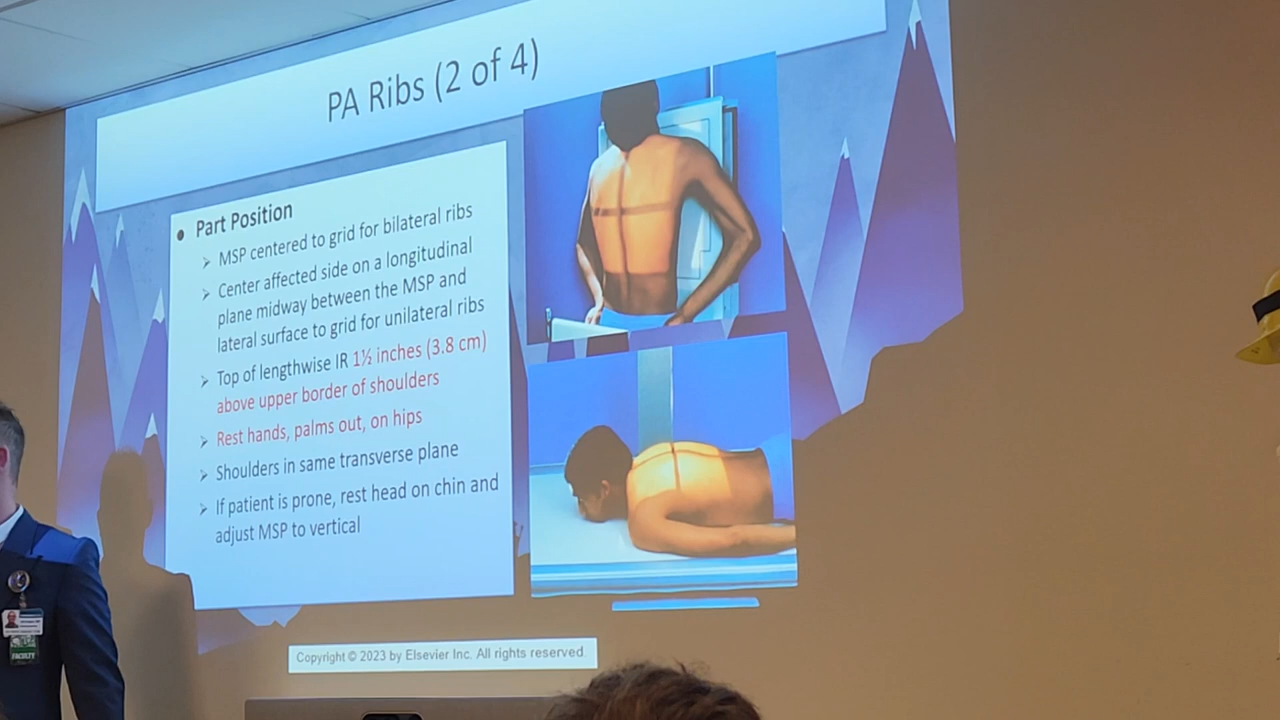 PA Ribs (2 of 4)
• Part Position
➢ MSP centered to grid for bilateral ribs
➢ Center affected side on a longitudinal
plane midway between the MSP and
lateral surface to grid for unilateral ribs
➢ Top of lengthwise IR 1½ inches (3.8 cm)
above upper border of shoulders
➢ Rest hands, palms out, on hips
➢ Shoulders in same transverse plane
➢ If patient is prone, rest head on chin and
adjust MSP to vertical
Copyright © 2023 by Elsevier Inc. All rights reserved.
FACULTY